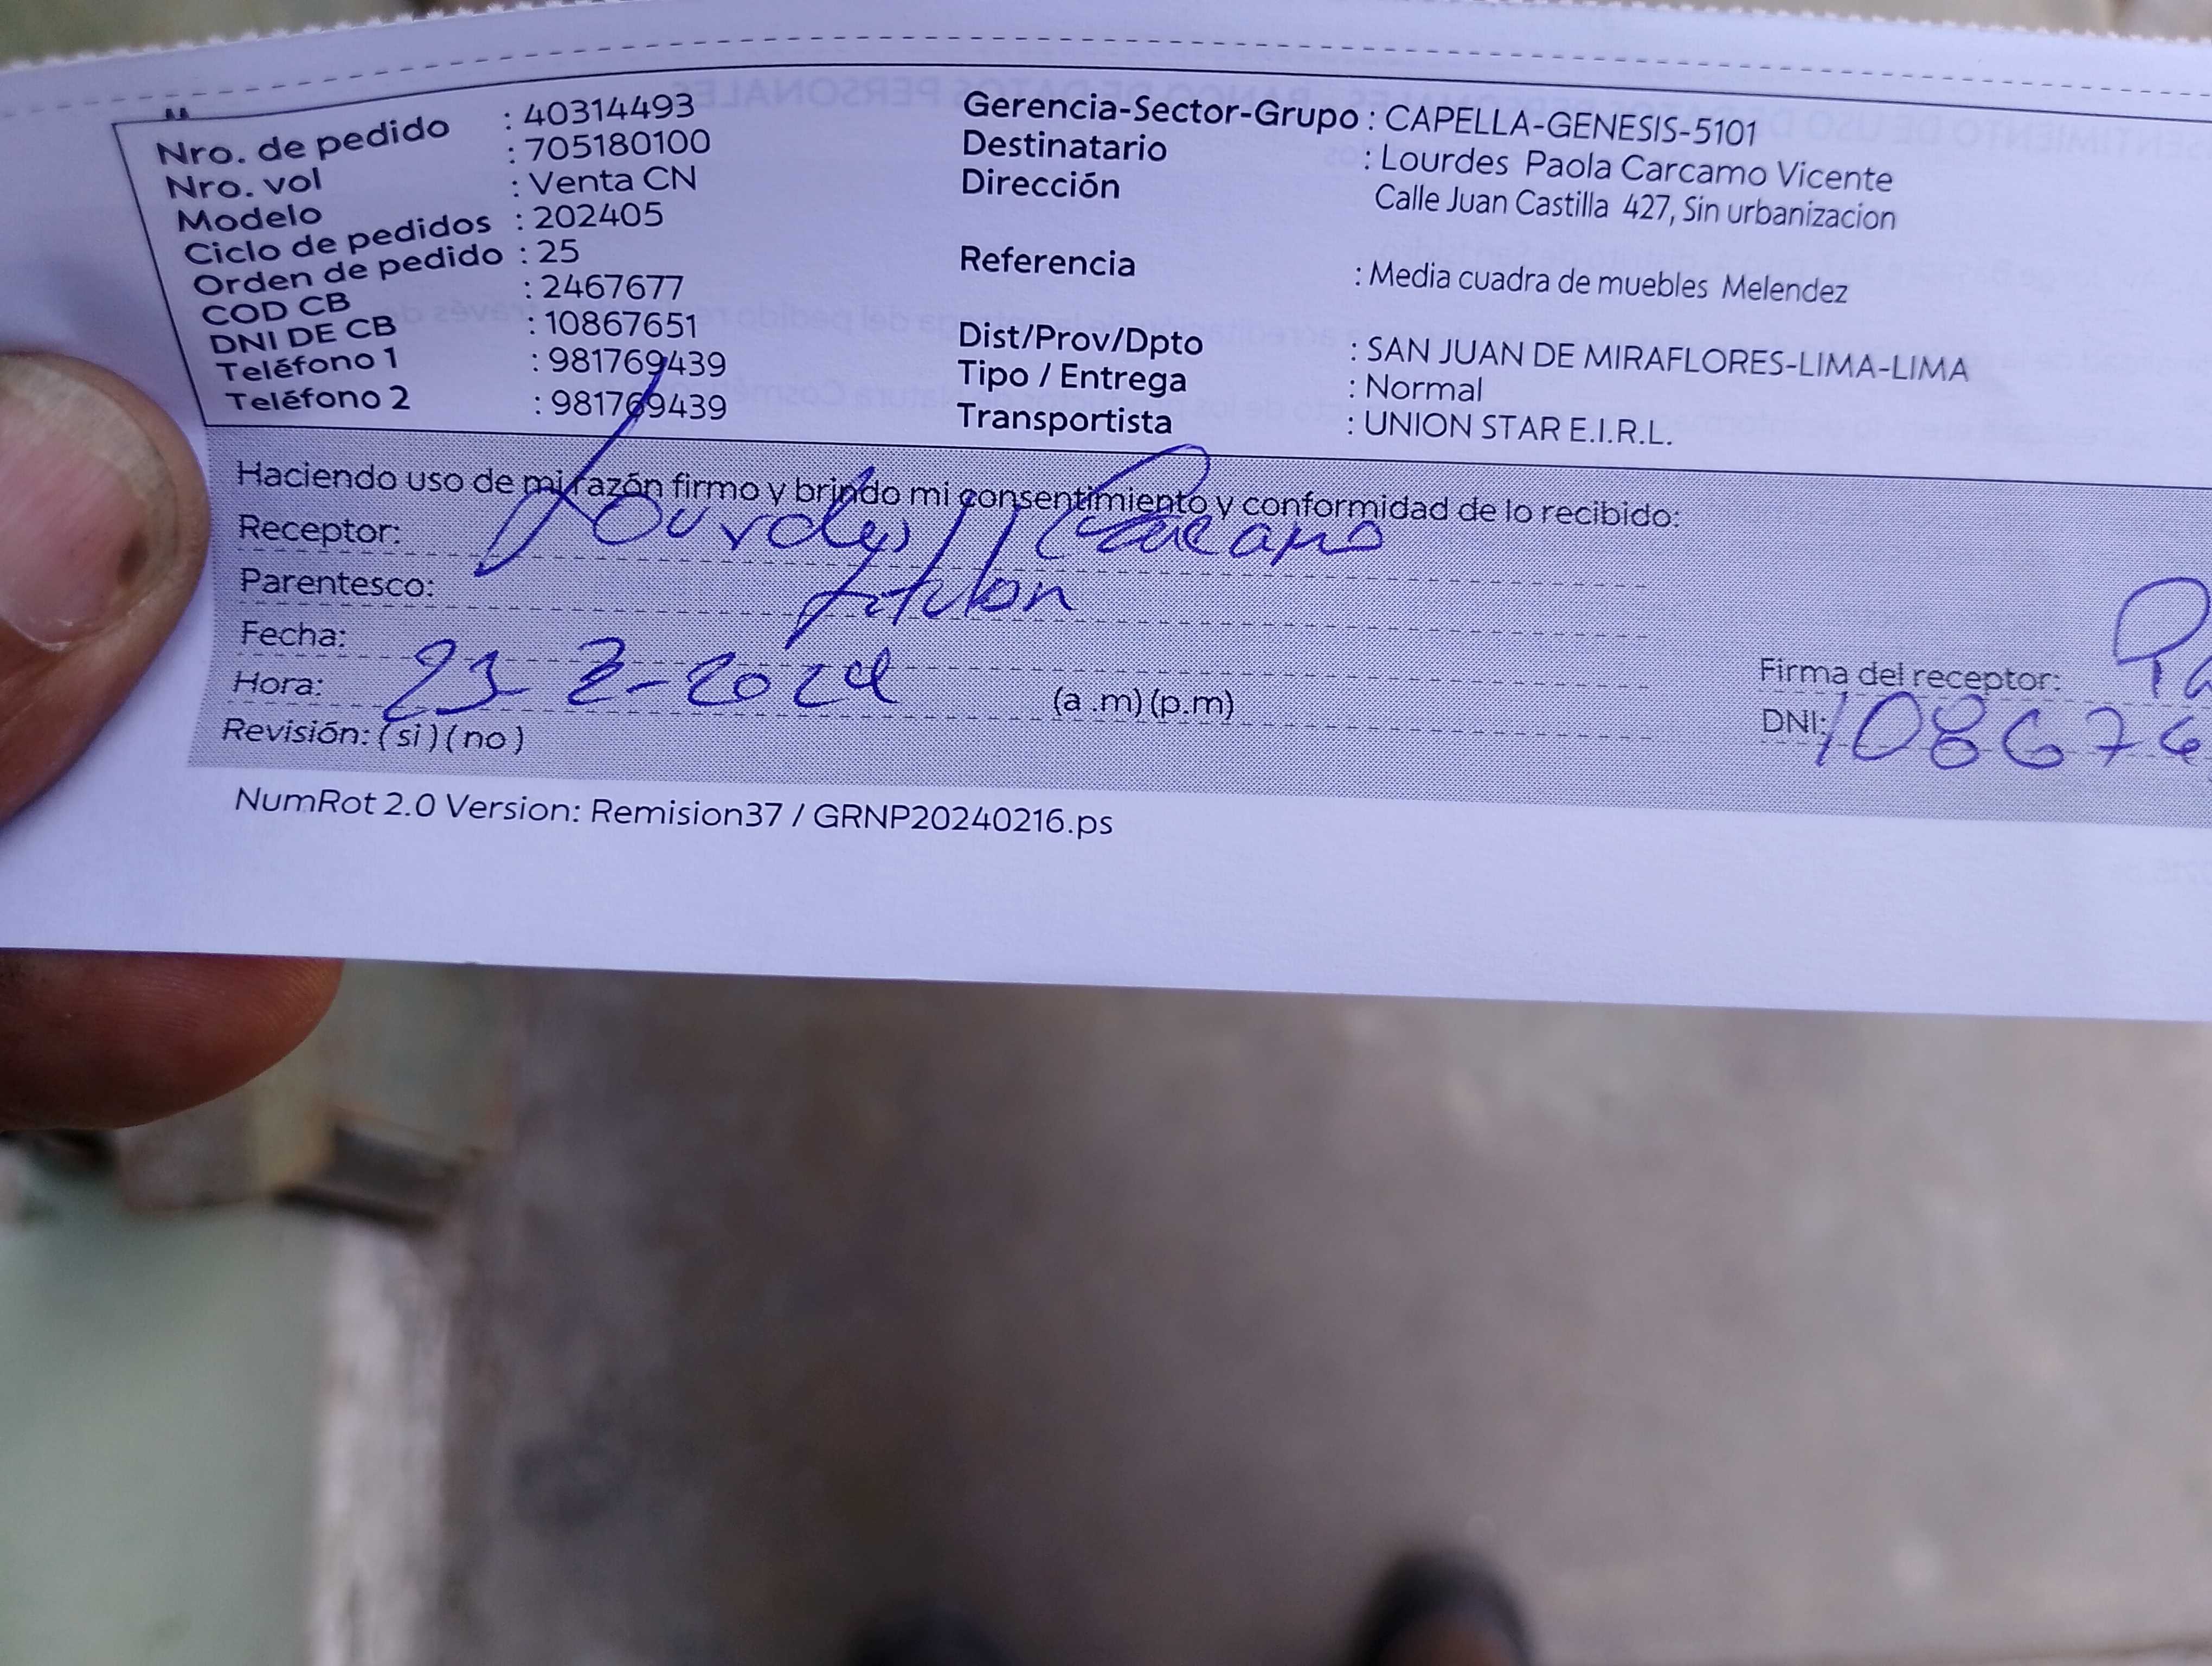 Nro. de pedido : 40314493
Nro. vol : 705180100
Modelo : Venta CN
Ciclo de pedidos : 202405
Orden de pedido : 25
COD CB : 2467677
DNI DE CB : 10867651
Teléfono 1 : 981769439
Teléfono 2 : 981769439
Gerencia-Sector-Grupo : CAPELLA-GENESIS-5101
Destinatario : Lourdes Paola Carcamo Vicente
Dirección Calle Juan Castilla 427, Sin urbanizacion
Referencia : Media cuadra de muebles Melendez
Dist/Prov/Dpto : SAN JUAN DE MIRAFLORES-LIMA-LIMA
Tipo / Entrega : Normal
Transportista : UNION STAR E.I.R.L.
Haciendo uso de mi razón firmo y brindo mi consentimiento y conformidad de lo recibido:
Receptor: Lourdes Carcamo
Parentesco:
Fecha: 23 2-2024
Hora: (a .m) (p.m)
Revisión: ( si ) ( no )
Firma del receptor:
DNI: 108676
NumRot 2.0 Version: Remision37 / GRNP20240216.ps